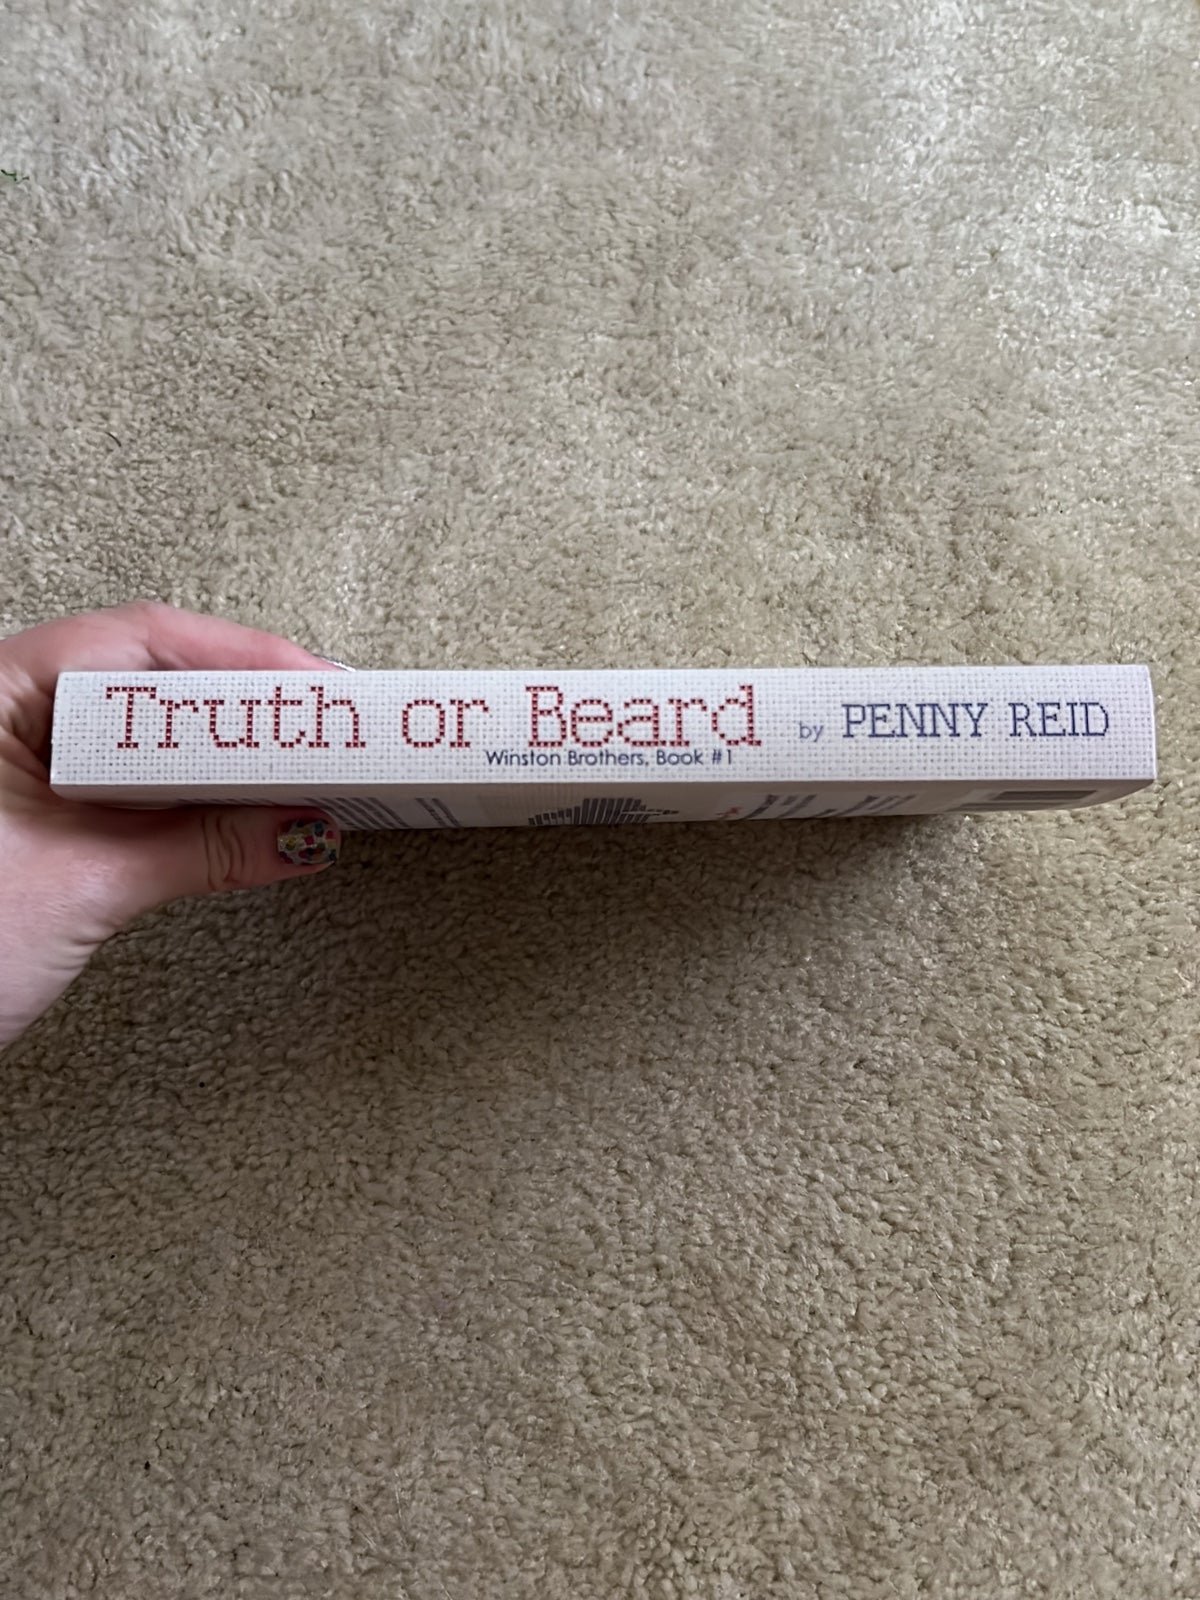 Truth or Beard by PENNY REID
Winston Brothers, Book #1